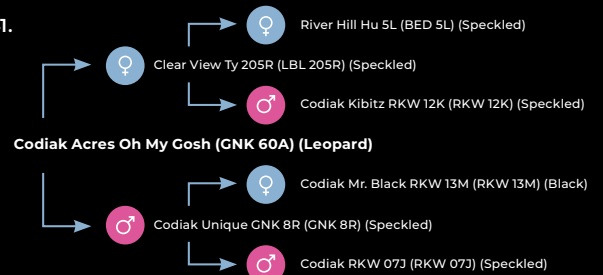 1.
River Hill Hu 5L (BED 5L) (Speckled)
Clear View Ty 205R (LBL 205R) (Speckled)
Codiak Kibitz RKW 12K (RKW 12K) (Speckled)
Codiak Acres Oh My Gosh (GNK 60A) (Leopard)
Codiak Mr. Black RKW 13M (RKW 13M) (Black)
Codiak Unique GNK 8R (GNK 8R) (Speckled)
Codiak RKW 07J (RKW 07J) (Speckled)